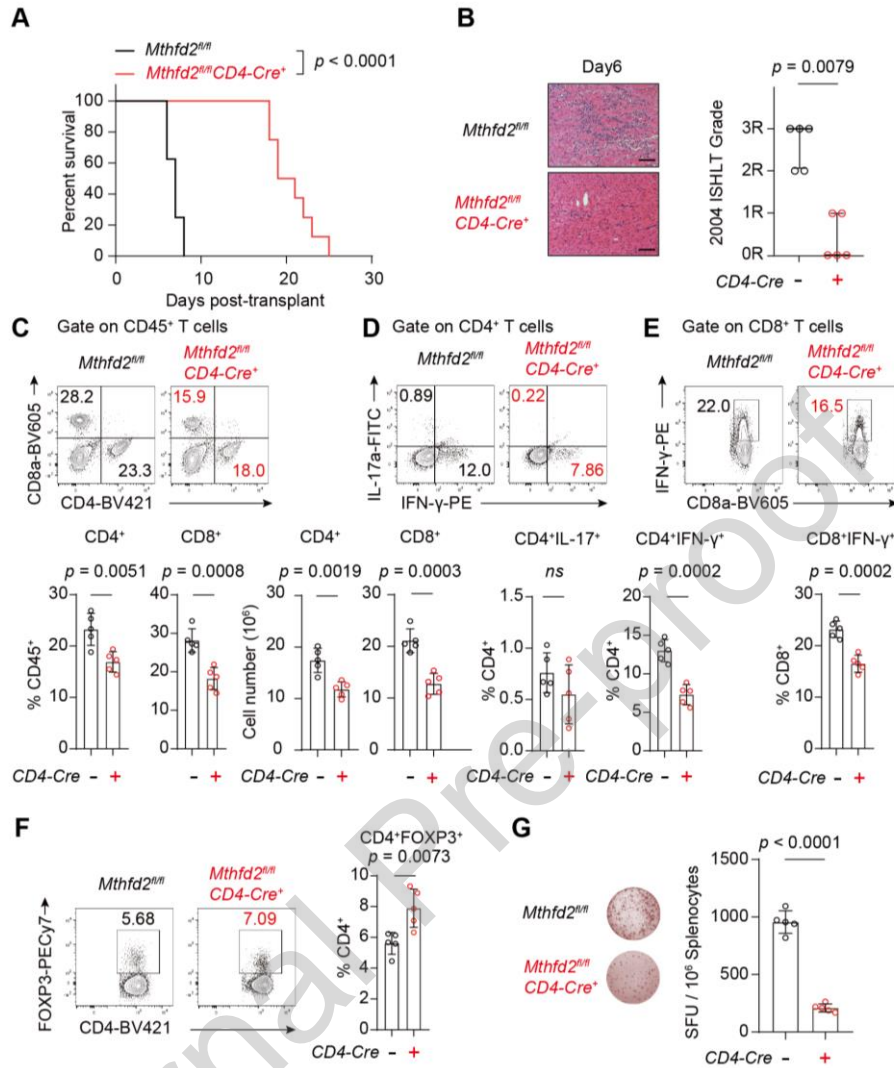 A
Mthfd2fl/fl
Mthfd2fl/flCD4-Cre+
p < 0.0001
Percent survival
100
80
60
40
20
0
0 10 20 30
Days post-transplant
B
Day6
Mthfd2fl/fl
Mthfd2fl/fl
CD4-Cre+
p = 0.0079
2004 ISHLT Grade
3R
2R
1R
0R
CD4-Cre − +
C Gate on CD45+ T cells
Mthfd2fl/fl
Mthfd2fl/fl
CD4-Cre+
28.2
23.3
15.9
18.0
CD8a-BV605
CD4-BV421
D Gate on CD4+ T cells
Mthfd2fl/fl
Mthfd2fl/fl
CD4-Cre+
0.89
12.0
0.22
7.86
IL-17a-FITC
IFN-γ-PE
E Gate on CD8+ T cells
Mthfd2fl/fl
Mthfd2fl/fl
CD4-Cre+
22.0
16.5
IFN-γ-PE
CD8a-BV605
CD4+
p = 0.0051
% CD45+
30
20
10
0
CD8+
p = 0.0008
40
30
20
10
0
CD4+
p = 0.0019
Cell number (10⁶)
30
20
10
0
CD8+
p = 0.0003
30
20
10
0
CD4+IL-17+
ns
% CD4+
1.5
1.0
0.5
0.0
CD4+IFN-γ+
p = 0.0002
% CD4+
20
15
10
5
0
CD8+IFN-γ+
p = 0.0002
% CD8+
30
20
10
0
CD4-Cre − + − + − + − +
CD4-Cre − + CD4-Cre − +
CD4-Cre − +
F
Mthfd2fl/fl
Mthfd2fl/fl
CD4-Cre+
5.68
7.09
FOXP3-PECy7
CD4-BV421
CD4+FOXP3+
p = 0.0073
% CD4+
10
8
6
4
2
0
CD4-Cre − +
G
Mthfd2fl/fl
Mthfd2fl/fl
CD4-Cre+
p < 0.0001
SFU / 10⁶ Splenocytes
1500
1000
500
0
CD4-Cre − +
nal Pre-proof